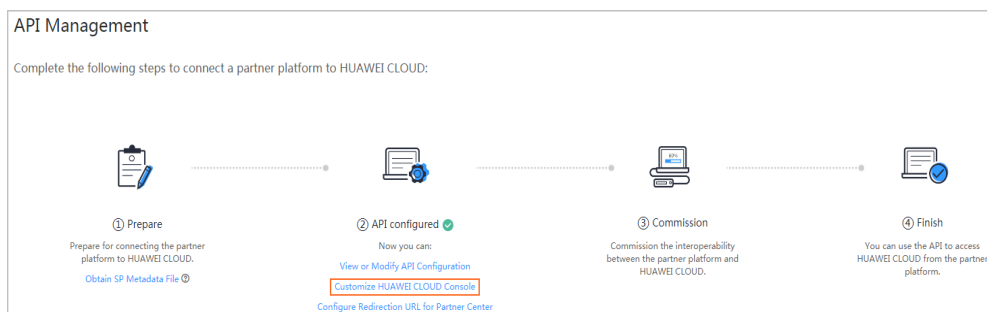 API Management
Complete the following steps to connect a partner platform to HUAWEI CLOUD:
80%
① Prepare
Prepare for connecting the partner
platform to HUAWEI CLOUD.
Obtain SP Metadata File ?
② API configured
Now you can:
View or Modify API Configuration
Customize HUAWEI CLOUD Console
Configure Redirection URL for Partner Center
③ Commission
Commission the interoperability
between the partner platform and
HUAWEI CLOUD.
④ Finish
You can use the API to access
HUAWEI CLOUD from the partner
platform.